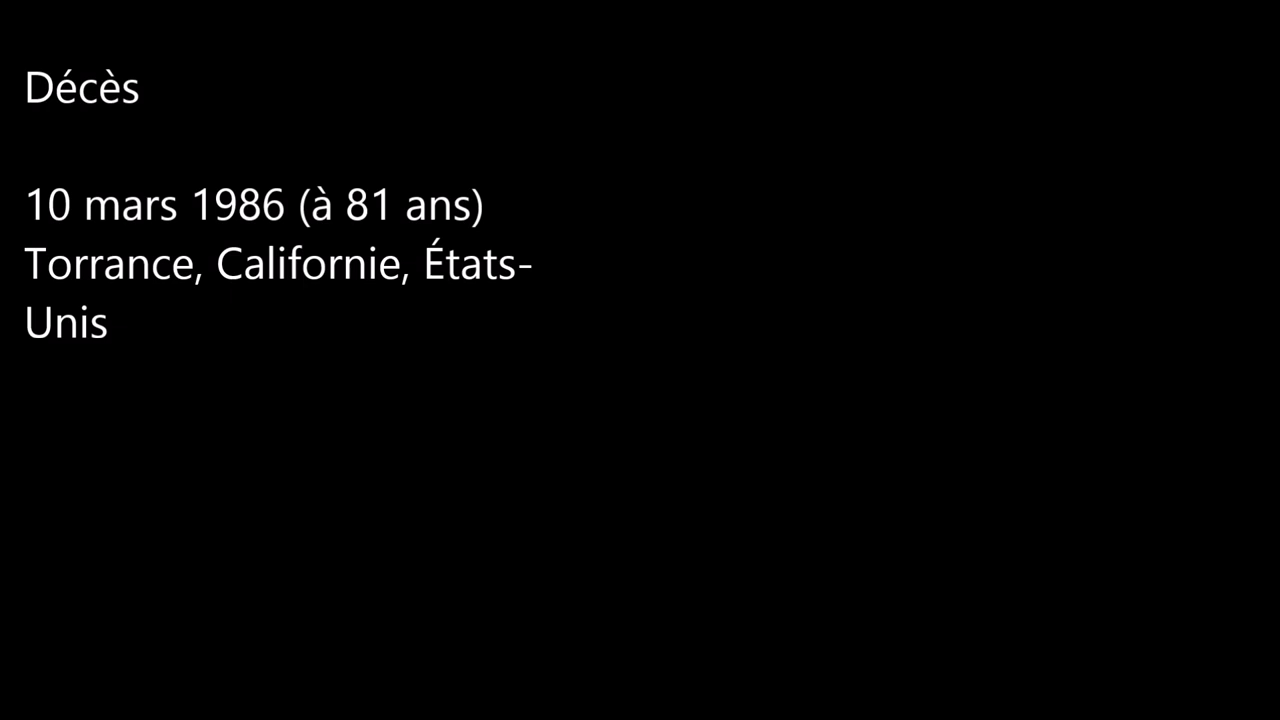 Décès
10 mars 1986 (à 81 ans)
Torrance, Californie, États-
Unis